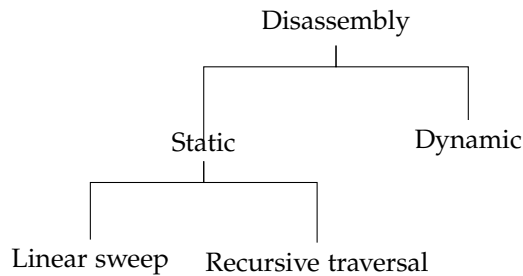 Disassembly
Static
Dynamic
Linear sweep
Recursive traversal